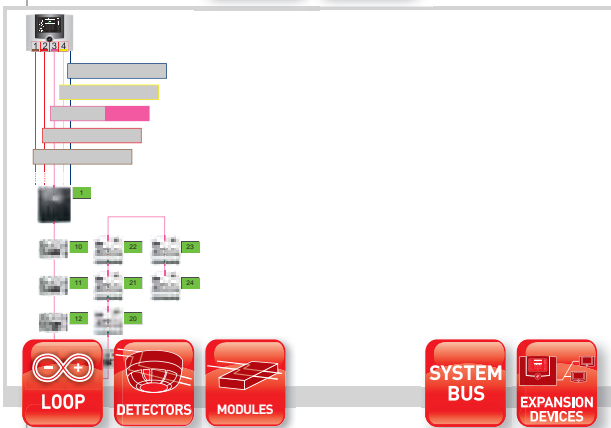 1 2 3 4
1
10 22 23
11 21 24
12 20
LOOP
DETECTORS
MODULES
SYSTEM
BUS
EXPANSION
DEVICES